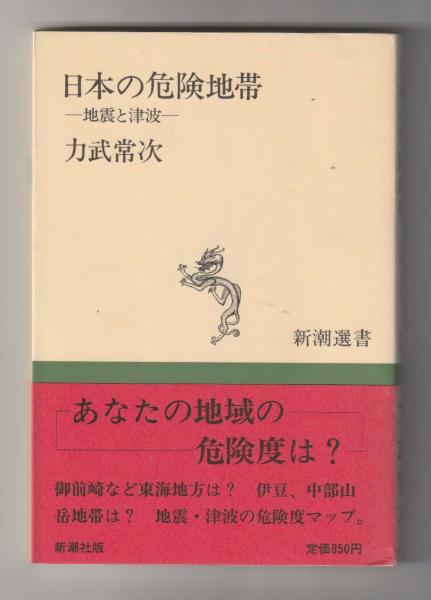 日本の危険地帯
—地震と津波—
力武常次
新潮選書
あなたの地域の
危険度は？
御前崎など東海地方は？　伊豆、中部山
岳地帯は？　地震・津波の危険度マップ。
新潮社版
定価850円